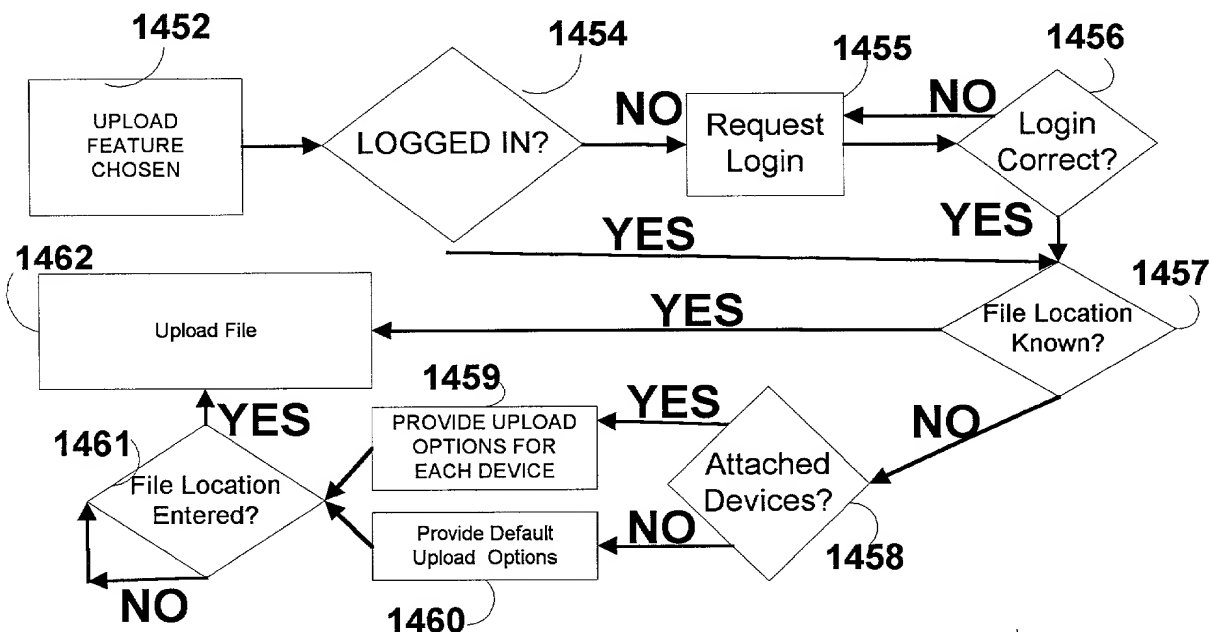 1452
UPLOAD
FEATURE
CHOSEN
1454
LOGGED IN?
NO
1455
Request
Login
1456
NO
Login
Correct?
YES
YES
1457
File Location
Known?
YES
1462
Upload File
NO
1458
Attached
Devices?
YES
1459
PROVIDE UPLOAD
OPTIONS FOR
EACH DEVICE
NO
Provide Default
Upload Options
1460
1461
File Location
Entered?
YES
NO